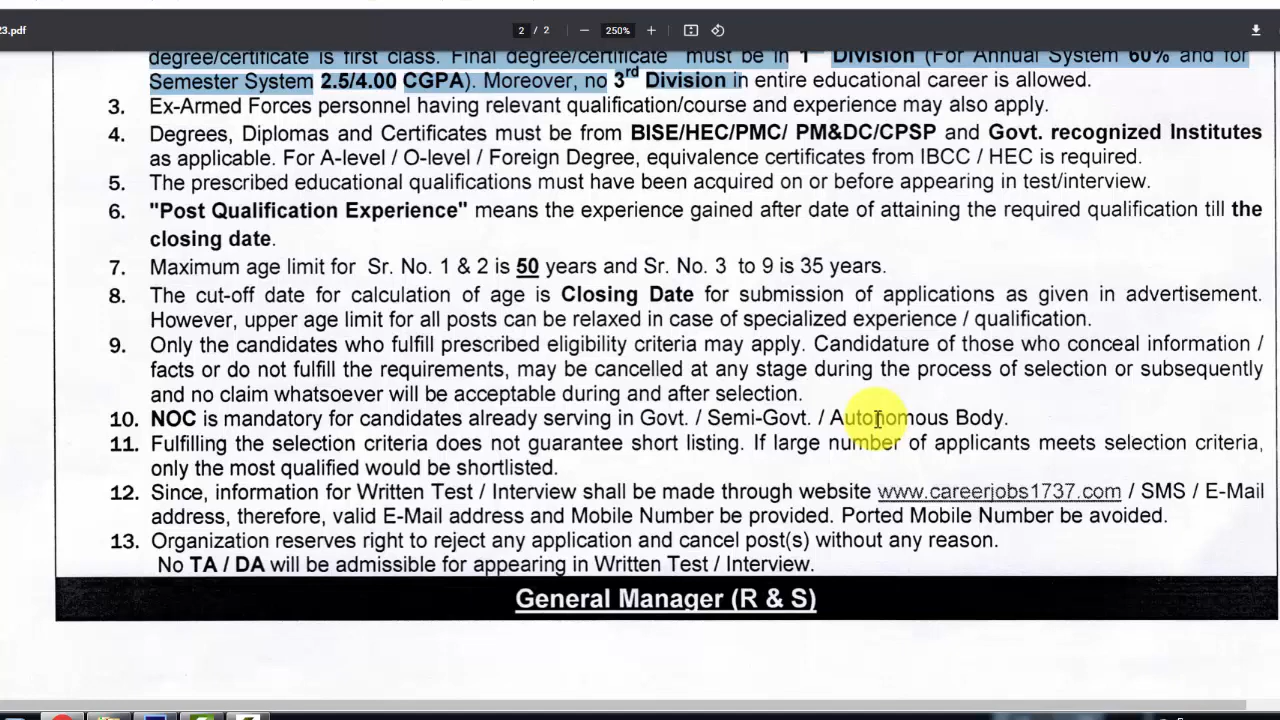 23.pdf
2 / 2
250%
degree/certificate is first class. Final degree/certificate must be in 1 Division (For Annual System 60% and for
Semester System 2.5/4.00 CGPA). Moreover, no 3rd Division in entire educational career is allowed.
3. Ex-Armed Forces personnel having relevant qualification/course and experience may also apply.
4. Degrees, Diplomas and Certificates must be from BISE/HEC/PMC/ PM&DC/CPSP and Govt. recognized Institutes
as applicable. For A-level / O-level / Foreign Degree, equivalence certificates from IBCC / HEC is required.
5. The prescribed educational qualifications must have been acquired on or before appearing in test/interview.
6. "Post Qualification Experience" means the experience gained after date of attaining the required qualification till the
closing date.
7. Maximum age limit for Sr. No. 1 & 2 is 50 years and Sr. No. 3 to 9 is 35 years.
8. The cut-off date for calculation of age is Closing Date for submission of applications as given in advertisement.
However, upper age limit for all posts can be relaxed in case of specialized experience / qualification.
9. Only the candidates who fulfill prescribed eligibility criteria may apply. Candidature of those who conceal information /
facts or do not fulfill the requirements, may be cancelled at any stage during the process of selection or subsequently
and no claim whatsoever will be acceptable during and after selection.
10. NOC is mandatory for candidates already serving in Govt. / Semi-Govt. / Autonomous Body.
11. Fulfilling the selection criteria does not guarantee short listing. If large number of applicants meets selection criteria,
only the most qualified would be shortlisted.
12. Since, information for Written Test / Interview shall be made through website www.careerjobs1737.com / SMS / E-Mail
address, therefore, valid E-Mail address and Mobile Number be provided. Ported Mobile Number be avoided.
13. Organization reserves right to reject any application and cancel post(s) without any reason.
No TA / DA will be admissible for appearing in Written Test / Interview.
General Manager (R & S)